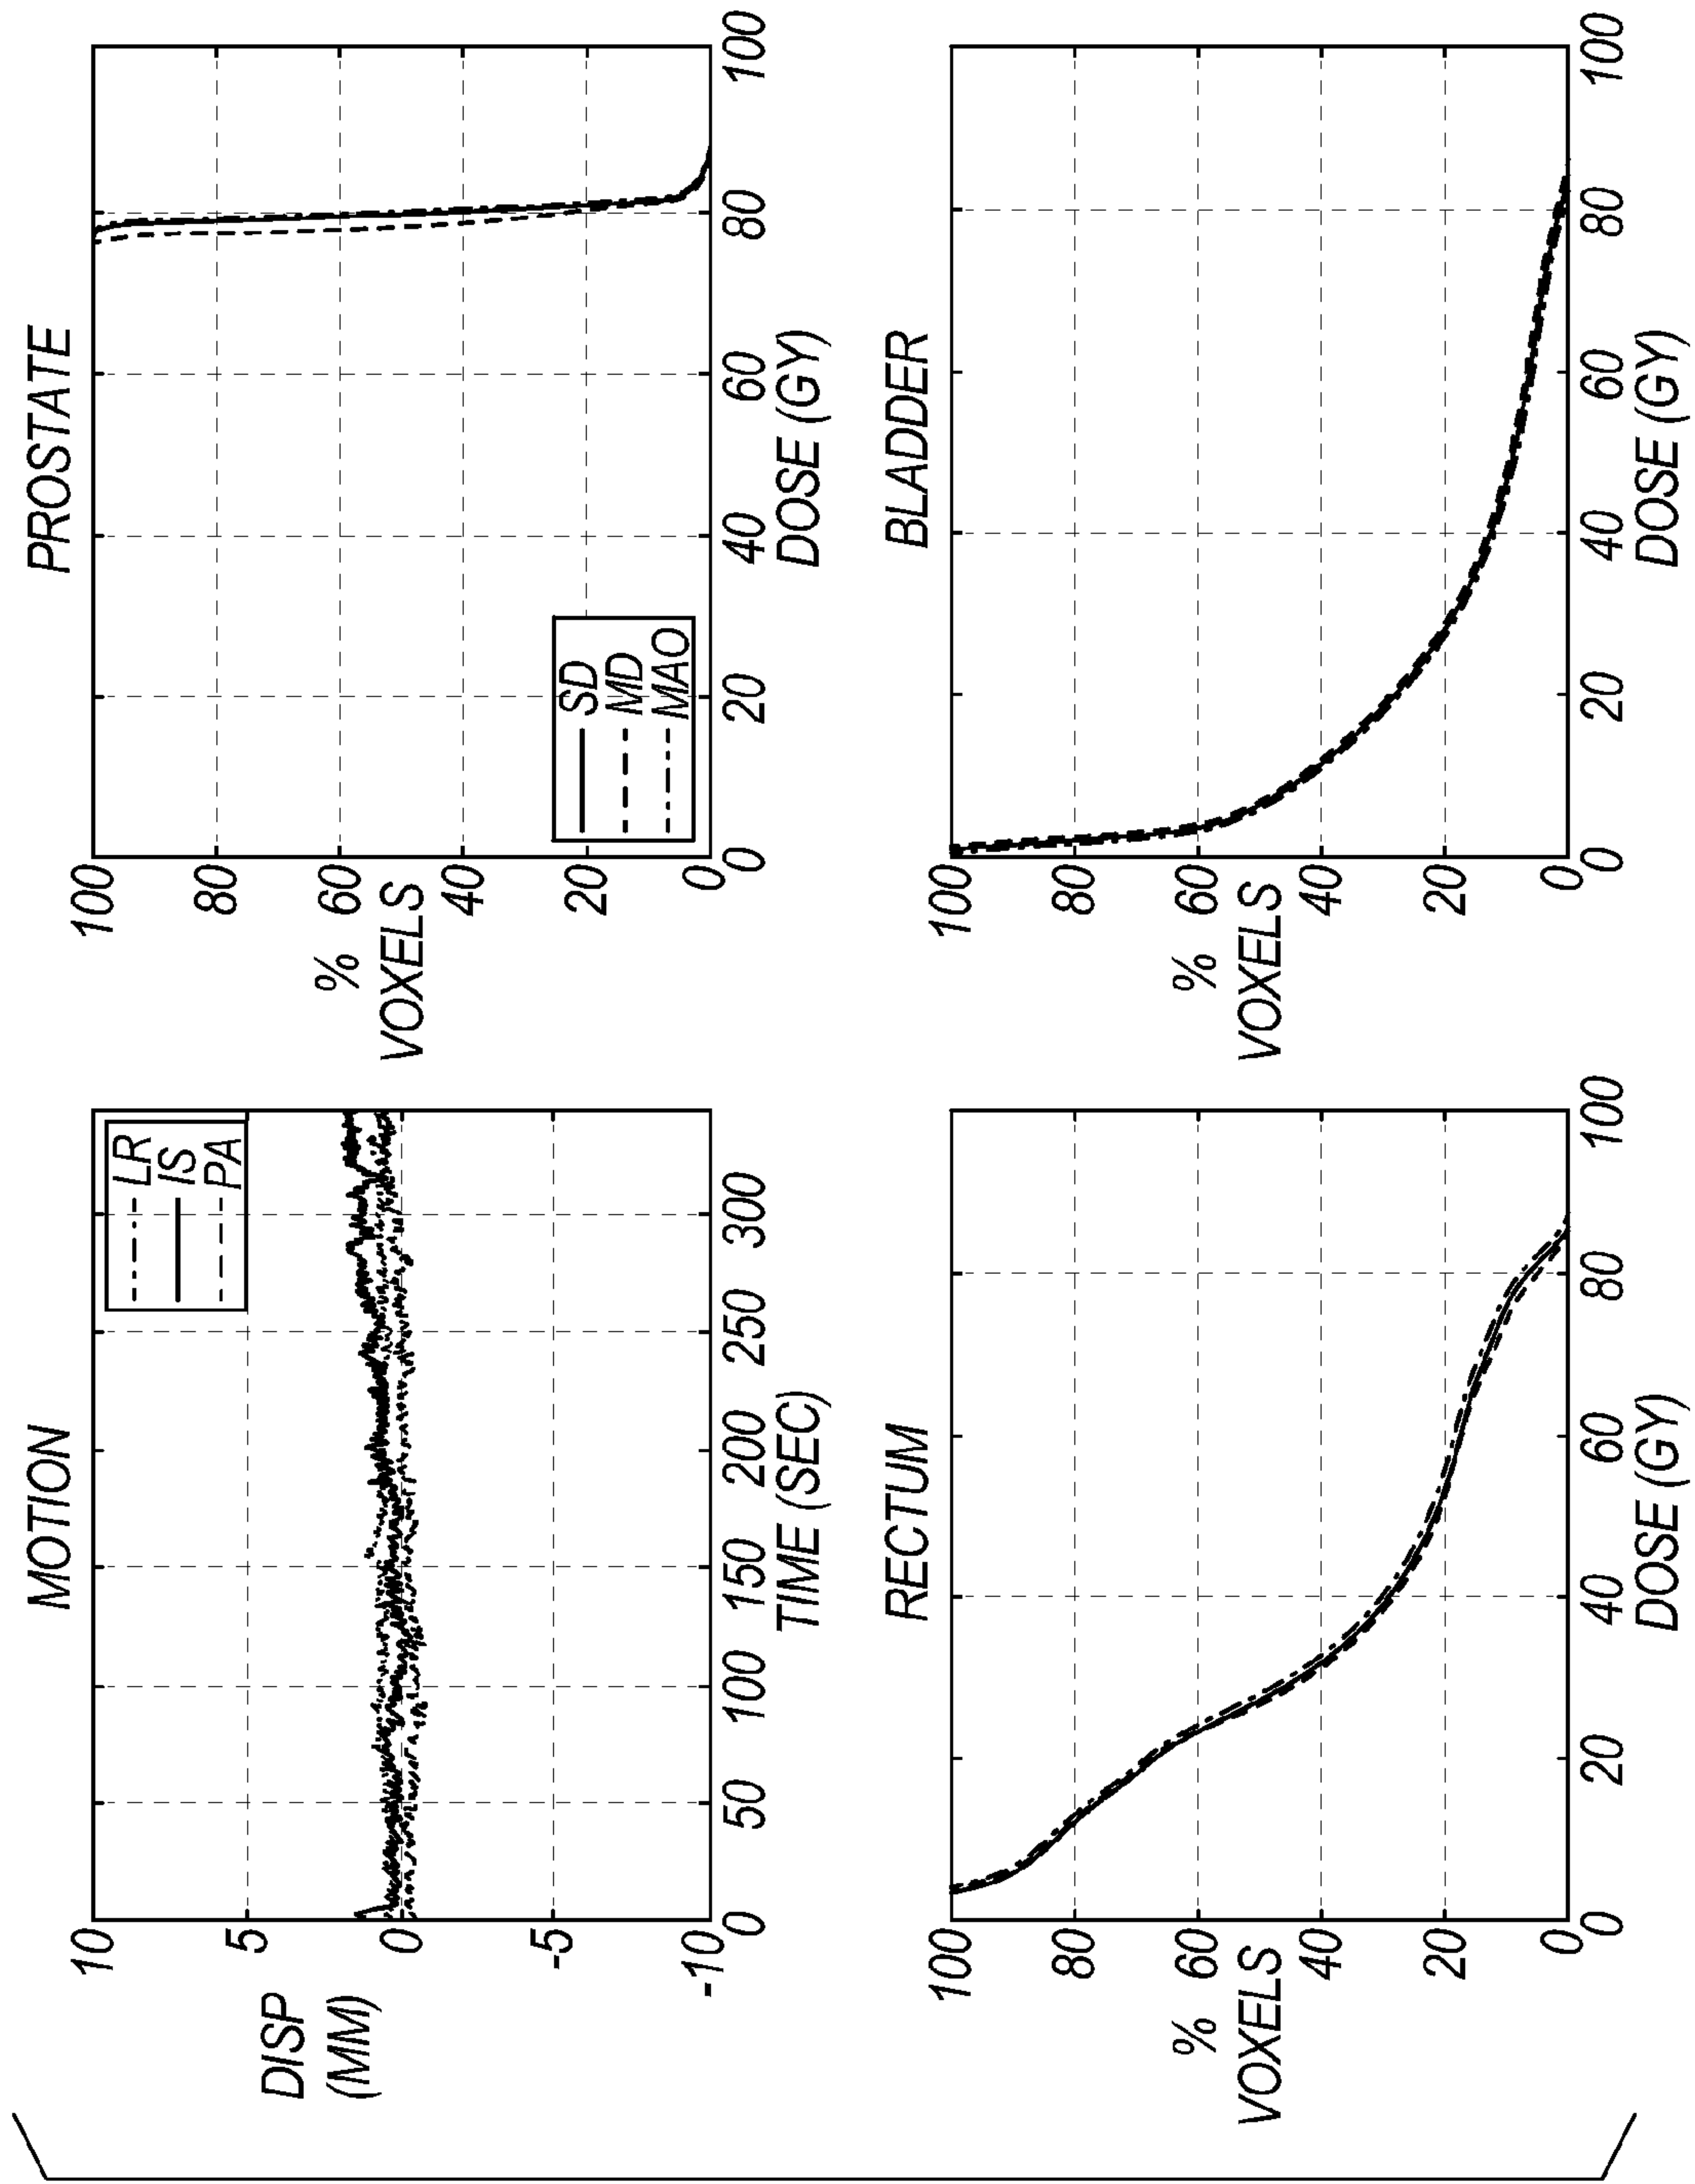 MOTION
DISP
(MM)
10
5
0
-5
-10
LR
IS
PA
0 50 100 150 200 250 300
TIME (SEC)
PROSTATE
%
VOXELS
100
80
60
40
20
0
SD
MD
MAO
0 20 40 60 80 100
DOSE (GY)
RECTUM
%
VOXELS
100
80
60
40
20
0
0 20 40 60 80 100
DOSE (GY)
BLADDER
%
VOXELS
100
80
60
40
20
0
0 20 40 60 80 100
DOSE (GY)